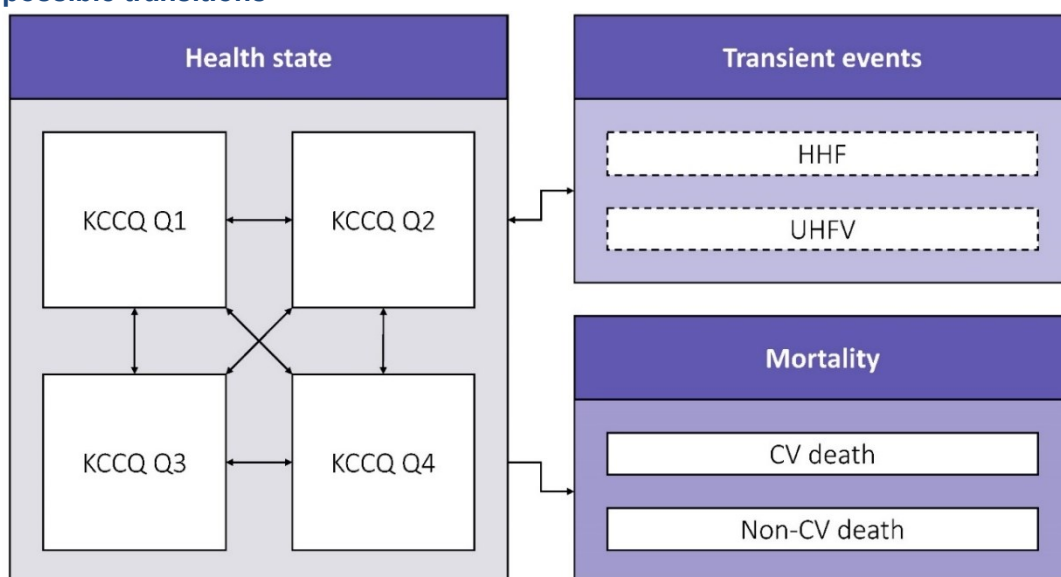 possible transitions
Health state
Transient events
KCCQ Q1
KCCQ Q2
HHF
UHFV
KCCQ Q3
KCCQ Q4
Mortality
CV death
Non-CV death